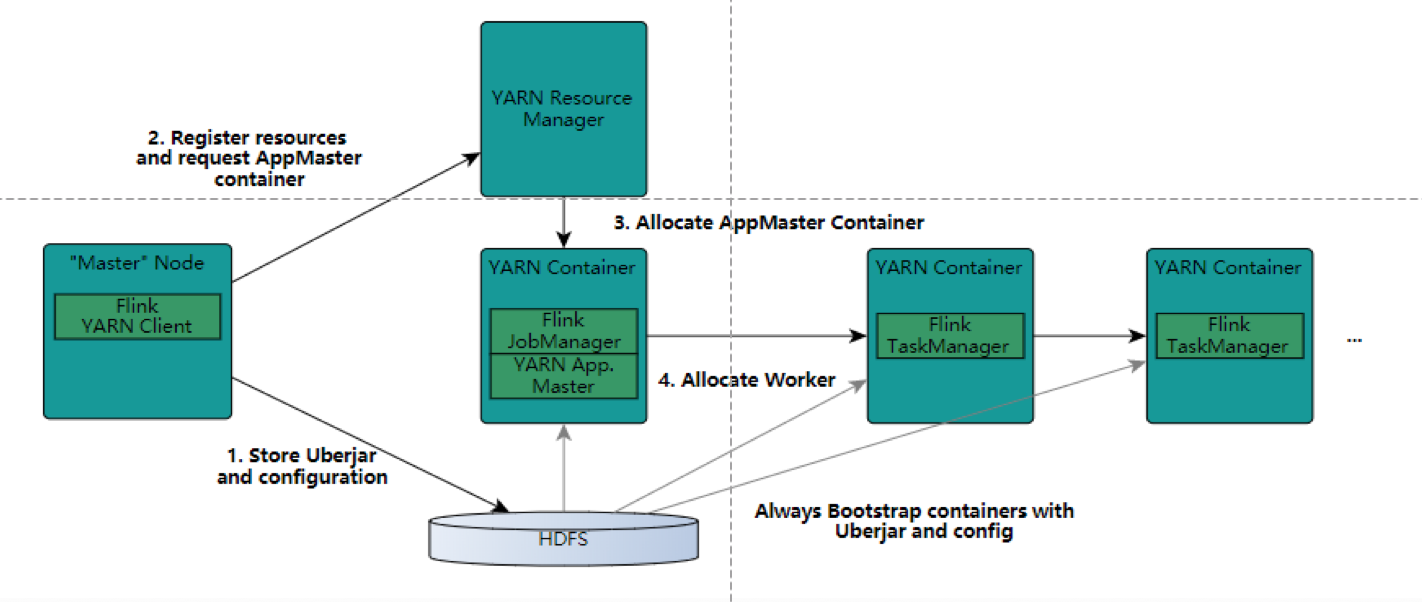 YARN Resource
Manager
2. Register resources
and request AppMaster
container
3. Allocate AppMaster Container
"Master" Node
Flink
YARN Client
YARN Container
Flink
JobManager
YARN App.
Master
YARN Container
Flink
TaskManager
YARN Container
Flink
TaskManager
...
4. Allocate Worker
1. Store Uberjar
and configuration
HDFS
Always Bootstrap containers with
Uberjar and config